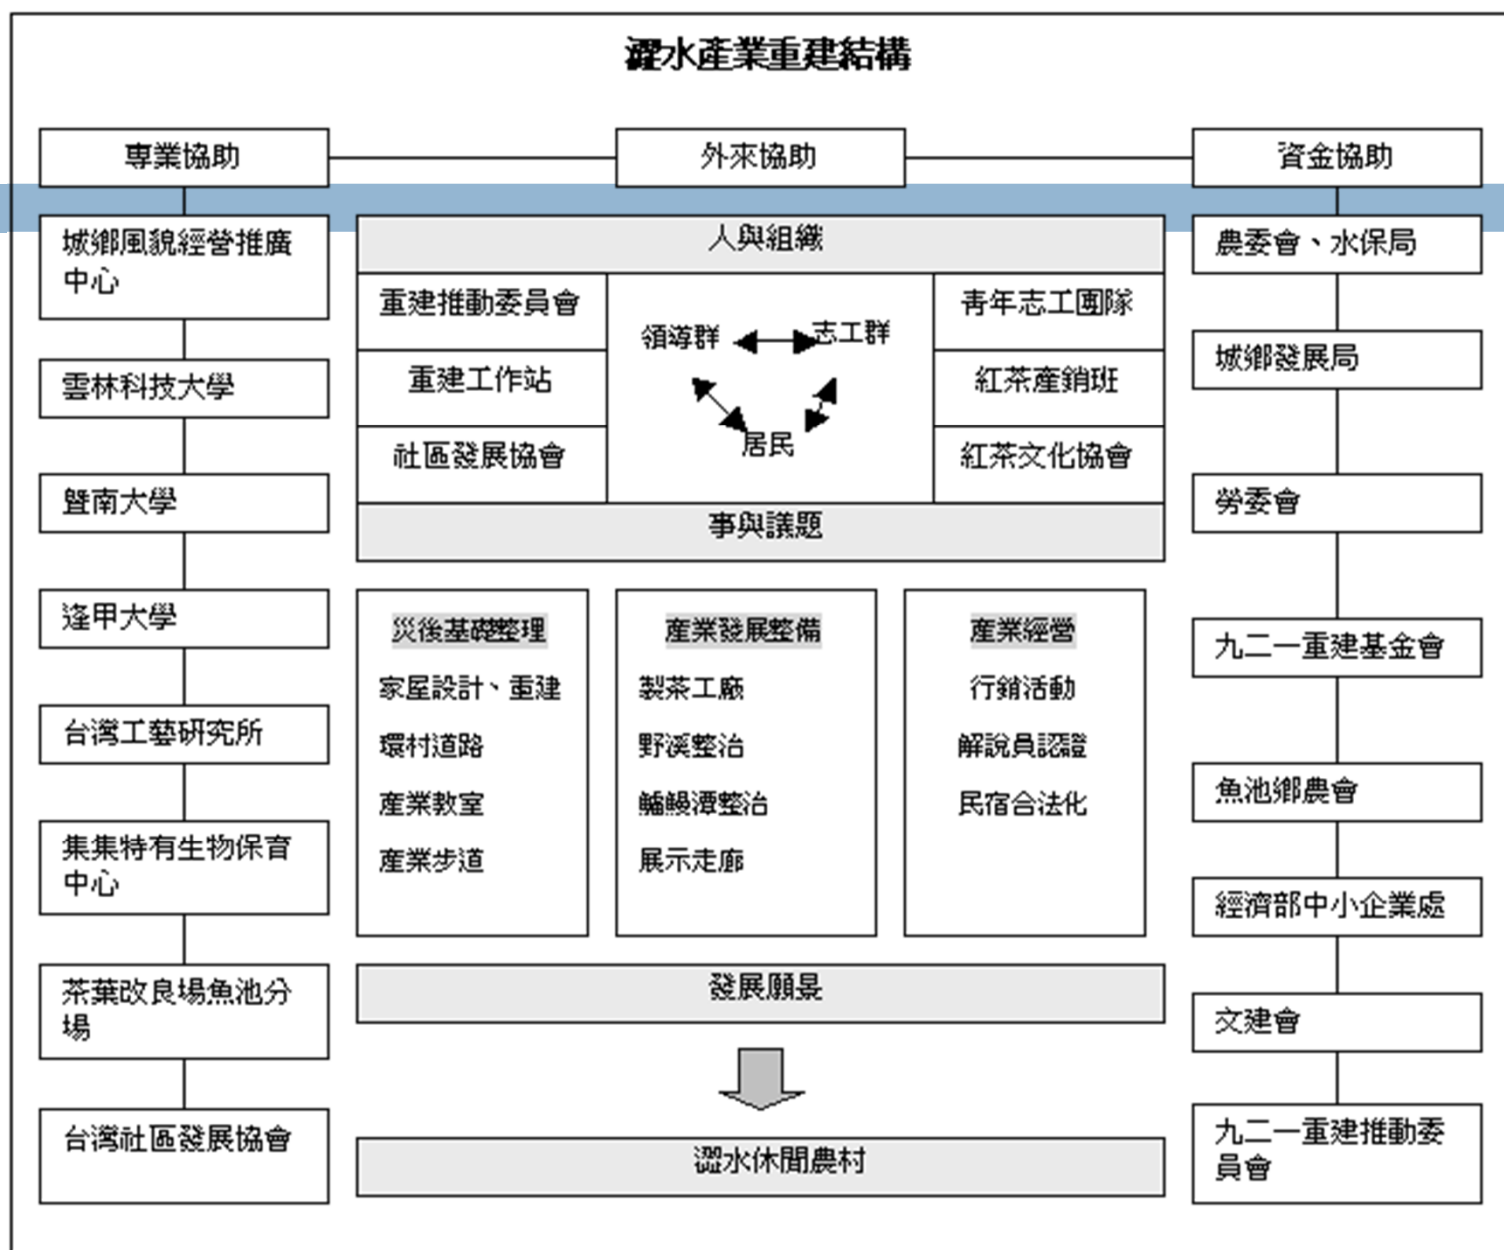 澀水產業重建結構
專業協助
外來協助
資金協助
城鄉風貌經營推廣
中心
雲林科技大學
暨南大學
逢甲大學
台灣工藝研究所
集集特有生物保育
中心
茶葉改良場魚池分
場
台灣社區發展協會
人與組織
重建推動委員會
重建工作站
社區發展協會
領導群
志工群
居民
青年志工團隊
紅茶產銷班
紅茶文化協會
事與議題
災後基礎整理
家屋設計、重建
環村道路
產業教室
產業步道
產業發展整備
製茶工廠
野溪整治
鱸鰻潭整治
展示走廊
產業經營
行銷活動
解說員認證
民宿合法化
發展願景
澀水休閒農村
農委會、水保局
城鄉發展局
勞委會
九二一重建基金會
魚池鄉農會
經濟部中小企業處
文建會
九二一重建推動委
員會